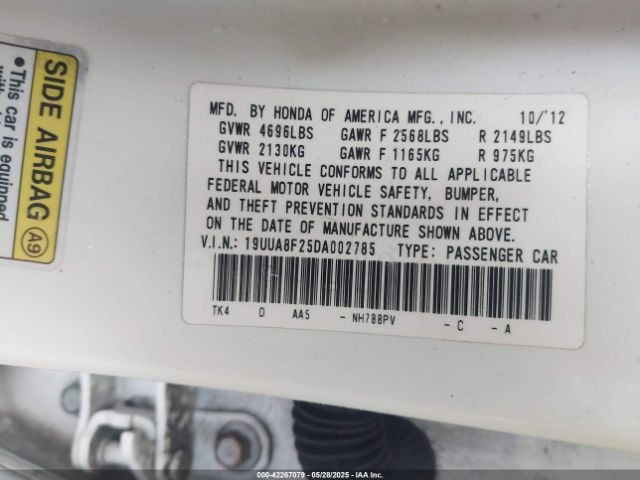 SIDE AIRBAG A9
•This car is equipped
MFD. BY HONDA OF AMERICA MFG., INC. 10/'12
GVWR 4696LBS GAWR F 2568LBS R 2149LBS
GVWR 2130KG GAWR F 1165KG R 975KG
THIS VEHICLE CONFORMS TO ALL APPLICABLE
FEDERAL MOTOR VEHICLE SAFETY, BUMPER,
AND THEFT PREVENTION STANDARDS IN EFFECT
ON THE DATE OF MANUFACTURE SHOWN ABOVE.
V.I.N.: 19UUA8F25DA002785 TYPE: PASSENGER CAR
TK4 D AA5 - NH788PV - C - A
000-42267079 - 05/28/2025 - IAA Inc.